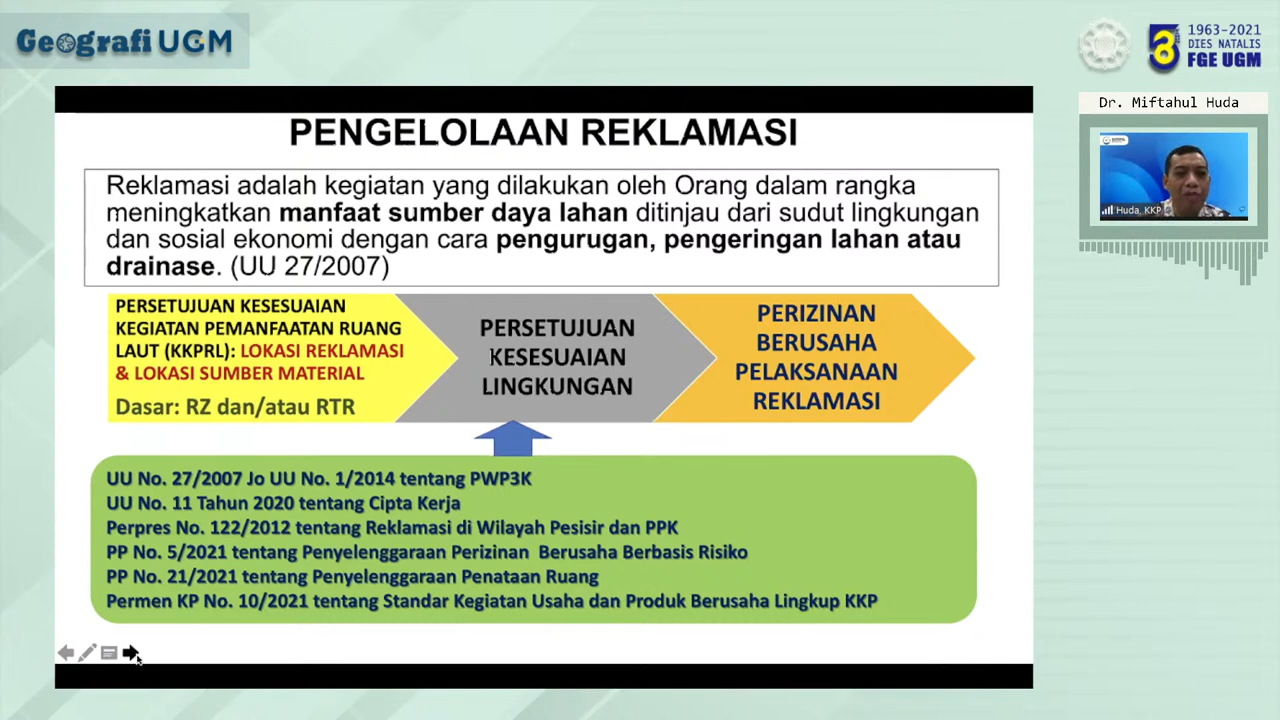 Geografi UGM
1963-2021
DIES NATALIS
FGE UGM
Dr. Miftahul Huda
Huda, KKP
PENGELOLAAN REKLAMASI
Reklamasi adalah kegiatan yang dilakukan oleh Orang dalam rangka
meningkatkan manfaat sumber daya lahan ditinjau dari sudut lingkungan
dan sosial ekonomi dengan cara pengurugan, pengeringan lahan atau
drainase. (UU 27/2007)
PERSETUJUAN KESESUAIAN
KEGIATAN PEMANFAATAN RUANG
LAUT (KKPRL): LOKASI REKLAMASI
& LOKASI SUMBER MATERIAL
Dasar: RZ dan/atau RTR
PERSETUJUAN
KESESUAIAN
LINGKUNGAN
PERIZINAN
BERUSAHA
PELAKSANAAN
REKLAMASI
UU No. 27/2007 Jo UU No. 1/2014 tentang PWP3K
UU No. 11 Tahun 2020 tentang Cipta Kerja
Perpres No. 122/2012 tentang Reklamasi di Wilayah Pesisir dan PPK
PP No. 5/2021 tentang Penyelenggaraan Perizinan Berusaha Berbasis Risiko
PP No. 21/2021 tentang Penyelenggaraan Penataan Ruang
Permen KP No. 10/2021 tentang Standar Kegiatan Usaha dan Produk Berusaha Lingkup KKP